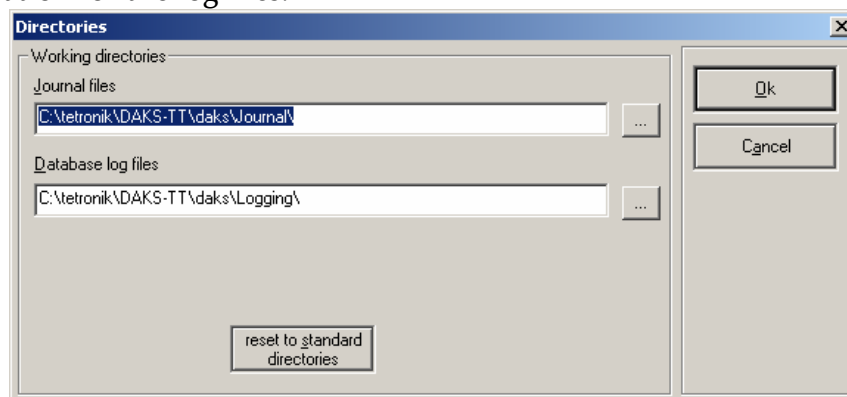 Directories
Working directories
Journal files
C:\tetronik\DAKS-TT\daks\Journal\
...
Database log files
C:\tetronik\DAKS-TT\daks\Logging\
...
reset to standard
directories
Ok
Cancel